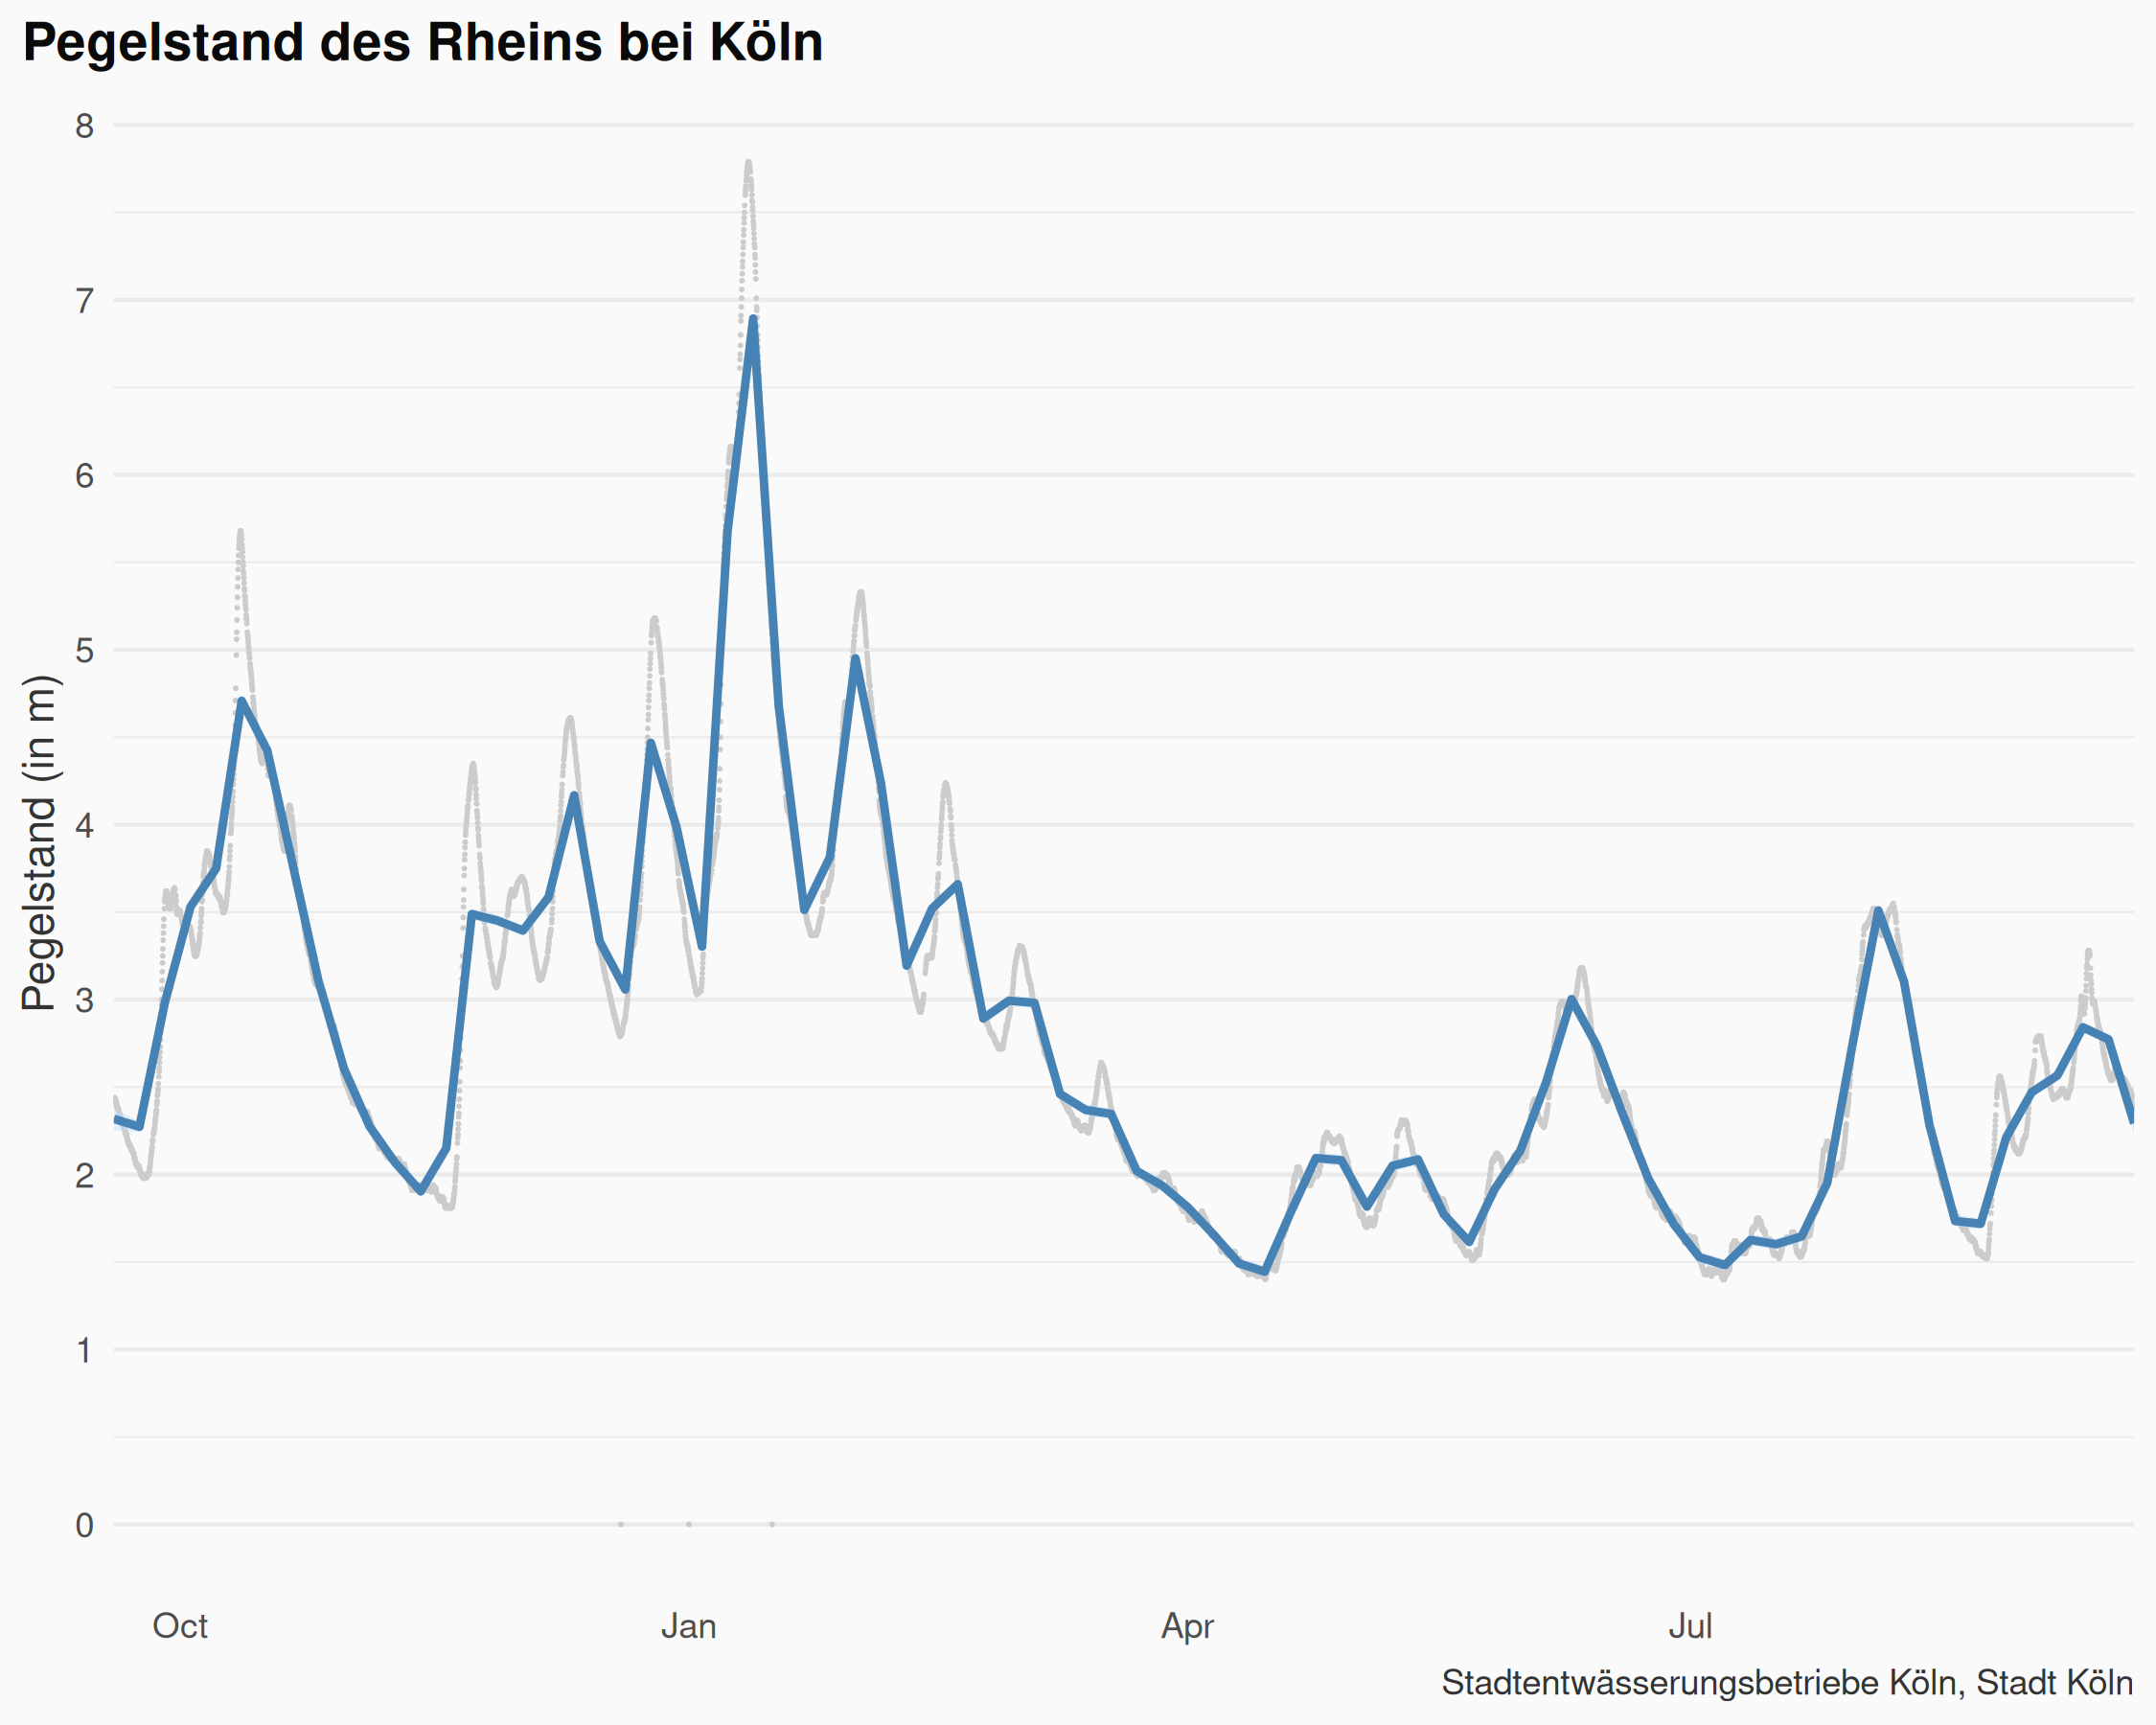 Pegelstand des Rheins bei Köln
Pegelstand (in m)
8
7
6
5
4
3
2
1
0
Oct Jan Apr Jul
Stadtentwässerungsbetriebe Köln, Stadt Köln